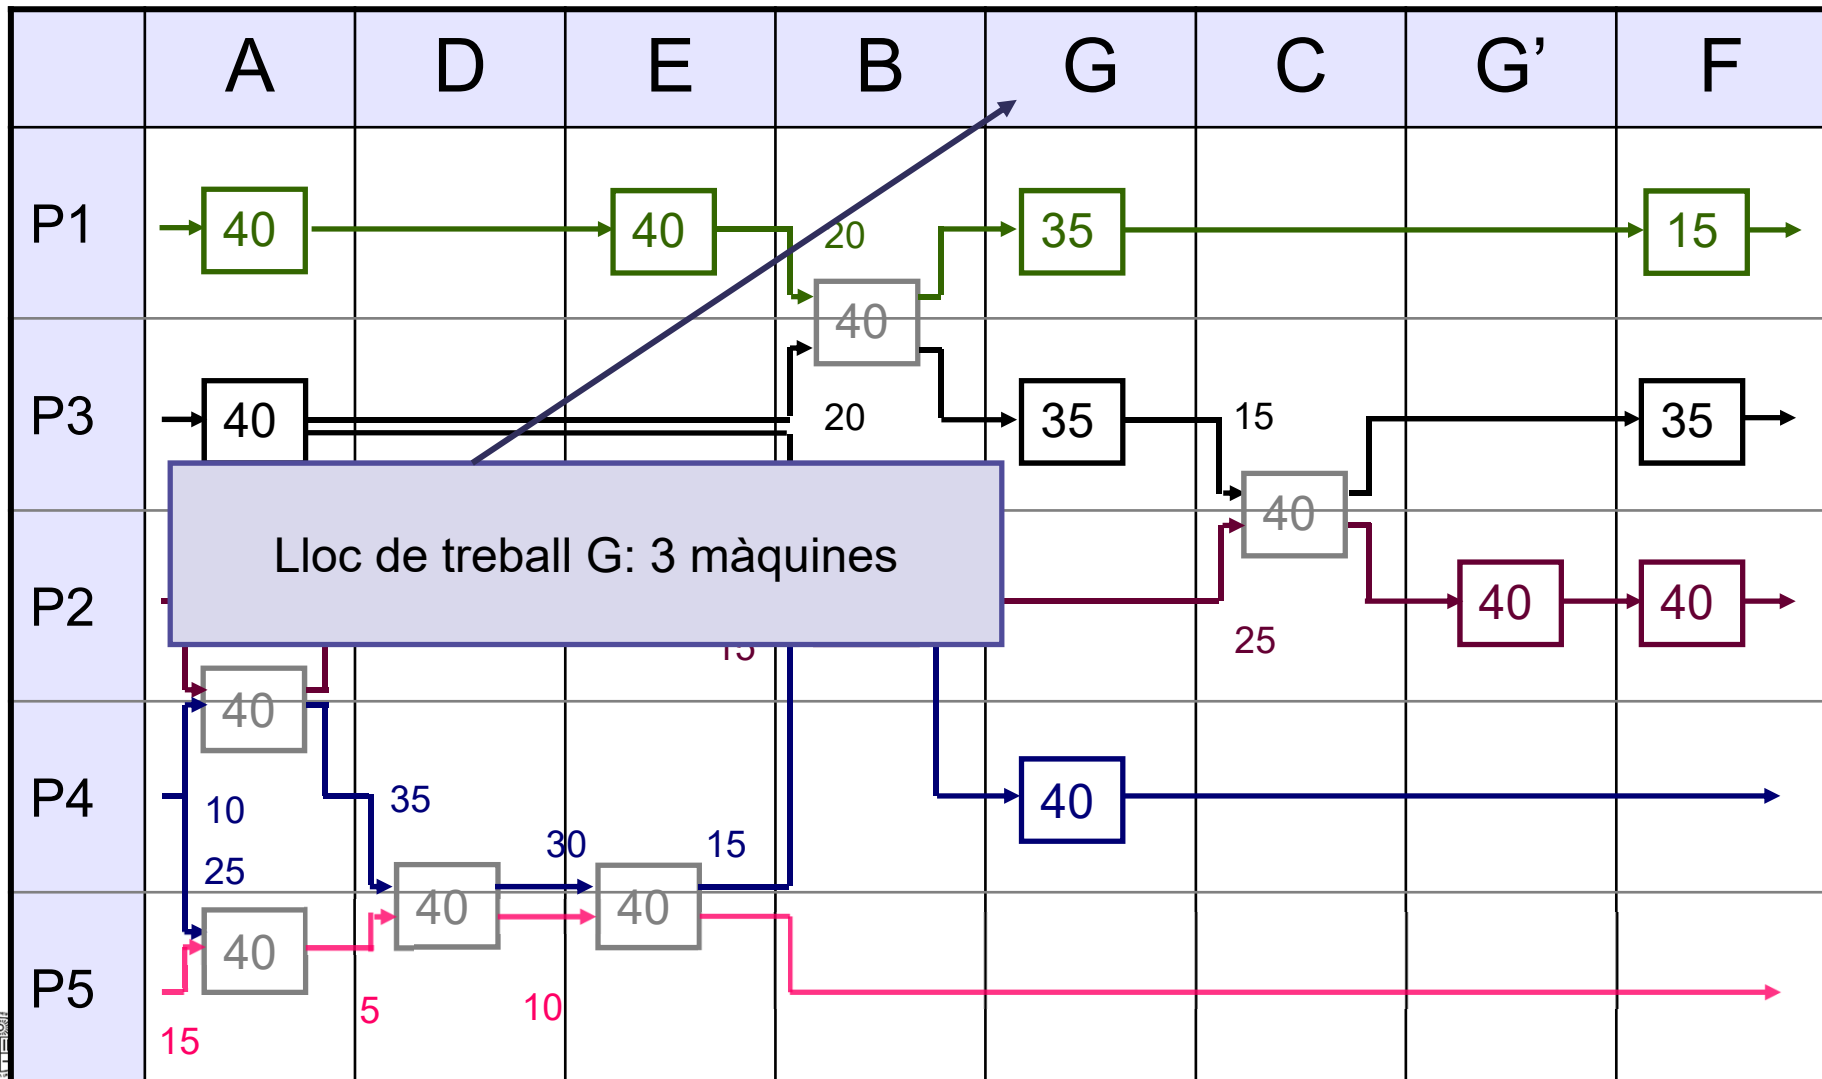 A D E B G C G’ F
P1 40 40 20 40 35 15
P3 40 20 35 15 40 35
Lloc de treball G: 3 màquines
P2 15 25 40 40
40
P4 10 35 40
25 30 15
40 40 40
P5 5 10
15